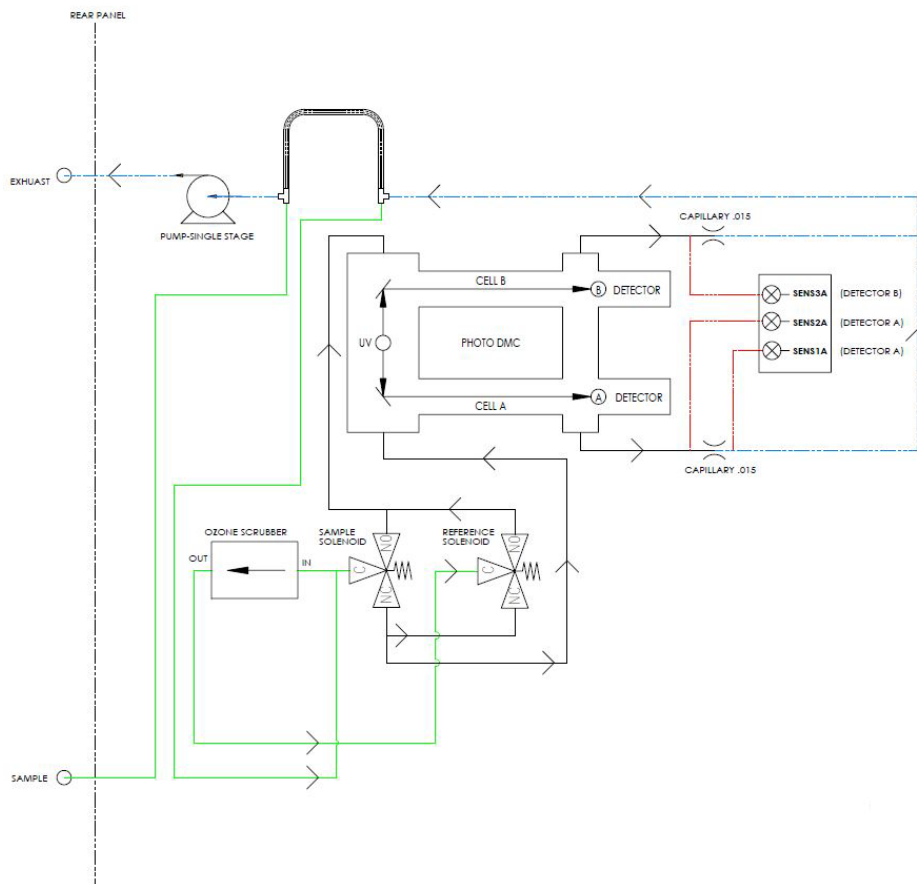 REAR PANEL
EXHUAST
PUMP-SINGLE STAGE
CAPILLARY .015
CELL B
B DETECTOR
SENS3A (DETECTOR B)
SENS2A (DETECTOR A)
SENS1A (DETECTOR A)
UV
PHOTO DMC
A DETECTOR
CELL A
CAPILLARY .015
OZONE SCRUBBER
OUT
IN
SAMPLE
SOLENOID
NO
C
NC
REFERENCE
SOLENOID
NO
C
NC
SAMPLE